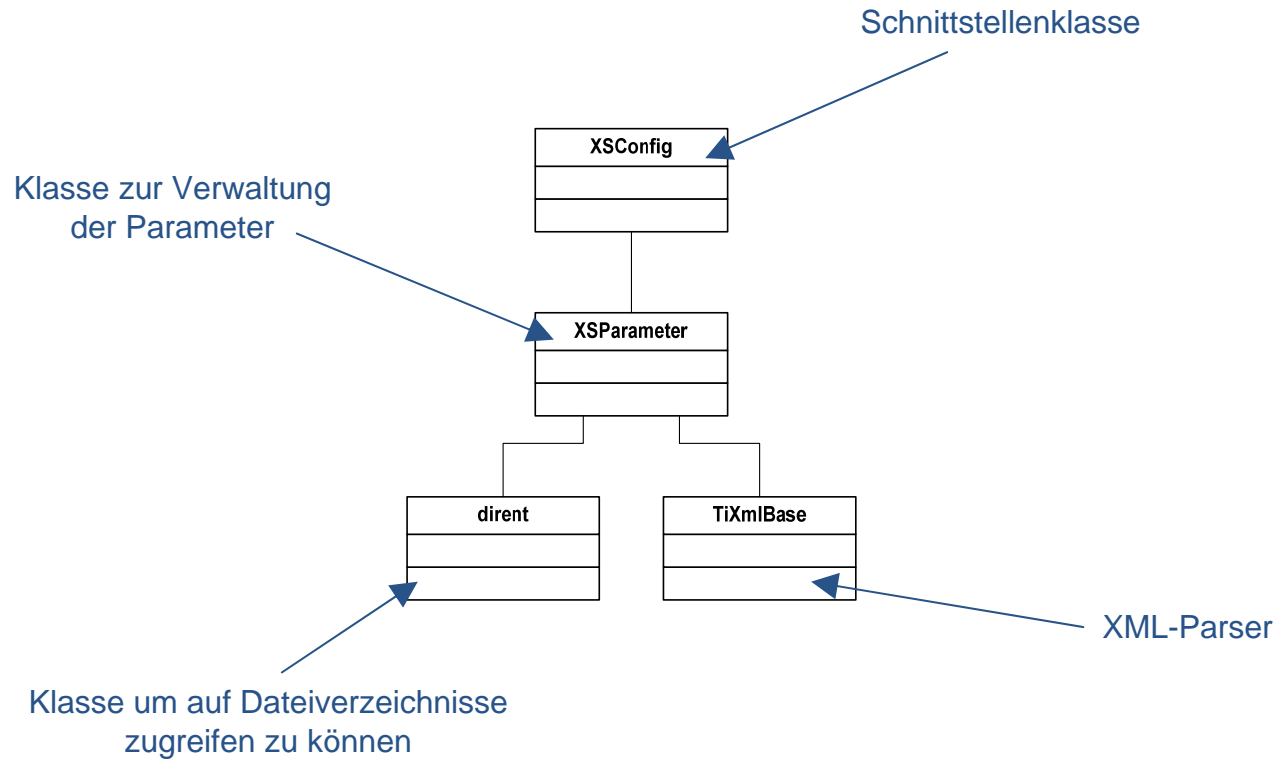 Schnittstellenklasse
XSConfig
Klasse zur Verwaltung
der Parameter
XSParameter
dirent
TiXmlBase
XML-Parser
Klasse um auf Dateiverzeichnisse
zugreifen zu können